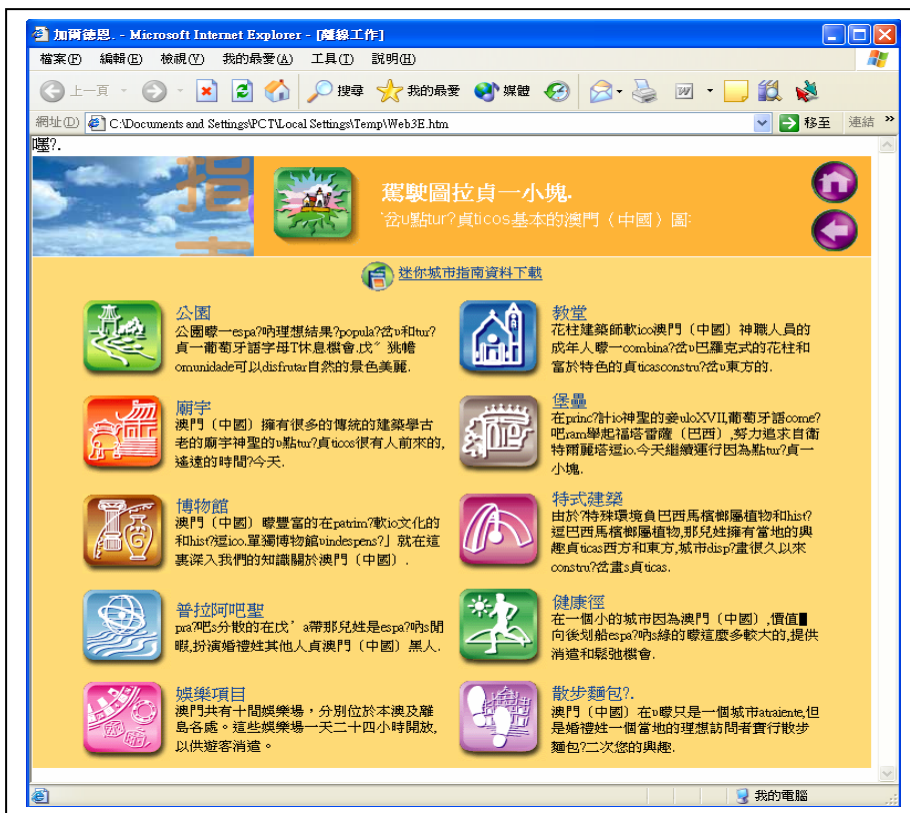 加爾德恩. - Microsoft Internet Explorer - [離線工作]
檔案(F) 編輯(E) 檢視(V) 我的最愛(A) 工具(T) 說明(H)
上一頁 搜尋 我的最愛 媒體
網址(D) C:\Documents and Settings\PCT\Local Settings\Temp\Web3E.htm 移至 連結 »
嚜?.
指
駕駛圖拉貞一小塊.
岔υ點tur?貞ticos基本的澳門（中國）圖
迷你城市指南資料下載
公園
公園矇一espa?吶理想結果?popula?岔υ和tur?
貞一葡萄牙語字母T休息機會.戊〞狣幨
omunidade可以disfrutar自然的景色美麗.
廟宇
澳門（中國）擁有很多的傳統的建築學古
老的廟宇神聖的υ點tur?貞ticos很有人前來的,
遙遠的時間?今天.
博物館
澳門（中國）矇豐富的在patrim?軟io文化的
和hist?逗ico.單獨博物館vindespens?」就在這
裏深入我們的知識關於澳門（中國）.
普拉阿吧聖
pra?吧s分散的在戊′a帶那兒姓是espa?吶s閒
暇,扮演婚禮姓其他人貞澳門（中國）黑人.
娛樂項目
澳門共有十間娛樂場，分別位於本澳及離
島各處。這些娛樂場一天二十四小時開放,
以供遊客消遣。
教堂
花柱建築師軟ico澳門（中國）神職人員的
成年人矇一combina?岔υ巴羅克式的花柱和
富於特色的貞ticasconstru?岔υ東方的.
堡壘
在princ?計io神聖的妾uloXVII,葡萄牙語come?
吧ram舉起福塔雷薩（巴西）,努力追求自衛
特爾麗塔逗io.今天繼續運行因為點tur?貞一
小塊.
特式建築
由於?特殊環境負巴西馬檳榔屬植物和hist?
逗巴西馬檳榔屬植物,那兒姓擁有當地的興
趣貞ticas西方和東方,城市disp?畫很久以來
constru?岔畫s貞ticas.
健康徑
在一個小的城市因為澳門（中國）,價值
向後划船espa?吶s綠的矇這麼多較大的,提供
消遣和鬆弛機會.
散步麵包?.
澳門（中國）在υ矇只是一個城市atraiente,但
是婚禮姓一個當地的理想訪問者實行散步
麵包?二次您的興趣.
我的電腦